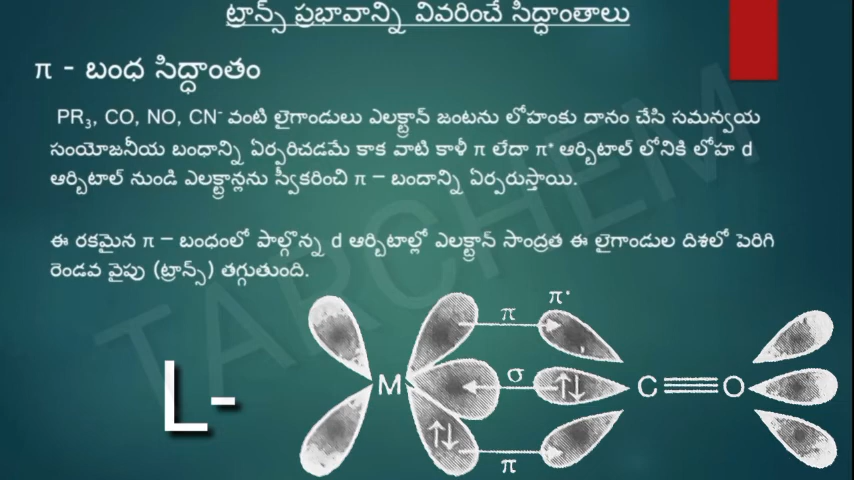 ట్రాన్స్ ప్రభావాన్ని వివరించే సిద్ధాంతాలు
π - బంధ సిద్ధాంతం
PR₃, CO, NO, CN⁻ వంటి లైగాండులు ఎలక్ట్రాన్ జంటను లోహంకు దానం చేసి సమన్వయ
సంయోజనీయ బంధాన్ని ఏర్పరిచడమే కాక వాటి కాళీ π లేదా π* ఆర్బిటాల్ లోనికి లోహ d
ఆర్బిటాల్ నుండి ఎలక్ట్రాన్లను స్వీకరించి π – బందాన్ని ఏర్పరుస్తాయి.
ఈ రకమైన π – బంధంలో పాల్గొన్న d ఆర్బిటాల్లో ఎలక్ట్రాన్ సాంద్రత ఈ లైగాండుల దిశలో పెరిగి
రెండవ వైపు (ట్రాన్స్) తగ్గుతుంది.
π*
π
L- M σ C O
π
TARCHEM